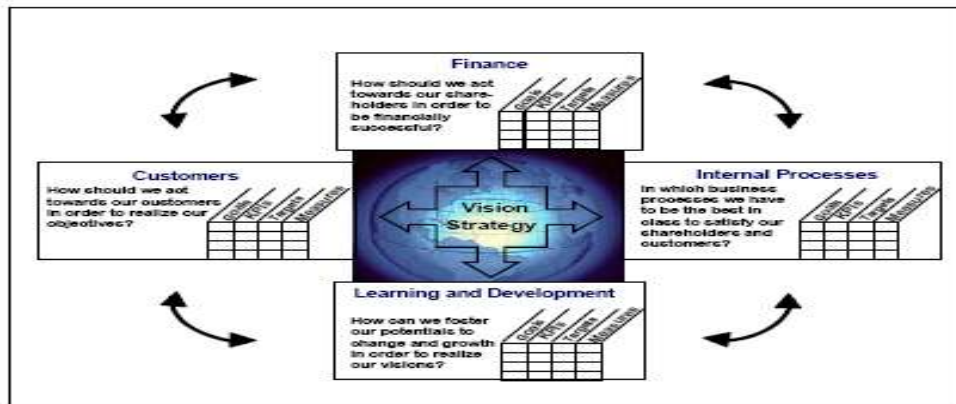 Finance
How should we act
towards our share-
holders in order to
be financially
successful?
Goals
KPIs
Targets
Measures
Customers
How should we act
towards our customers
in order to realize our
objectives?
Goals
KPIs
Targets
Measures
Vision
Strategy
Internal Processes
In which business
processes we have
to be the best in
class to satisfy our
shareholders and
customers?
Goals
KPIs
Targets
Measures
Learning and Development
How can we foster
our potentials to
change and growth
in order to realize
our visions?
Goals
KPIs
Targets
Measures